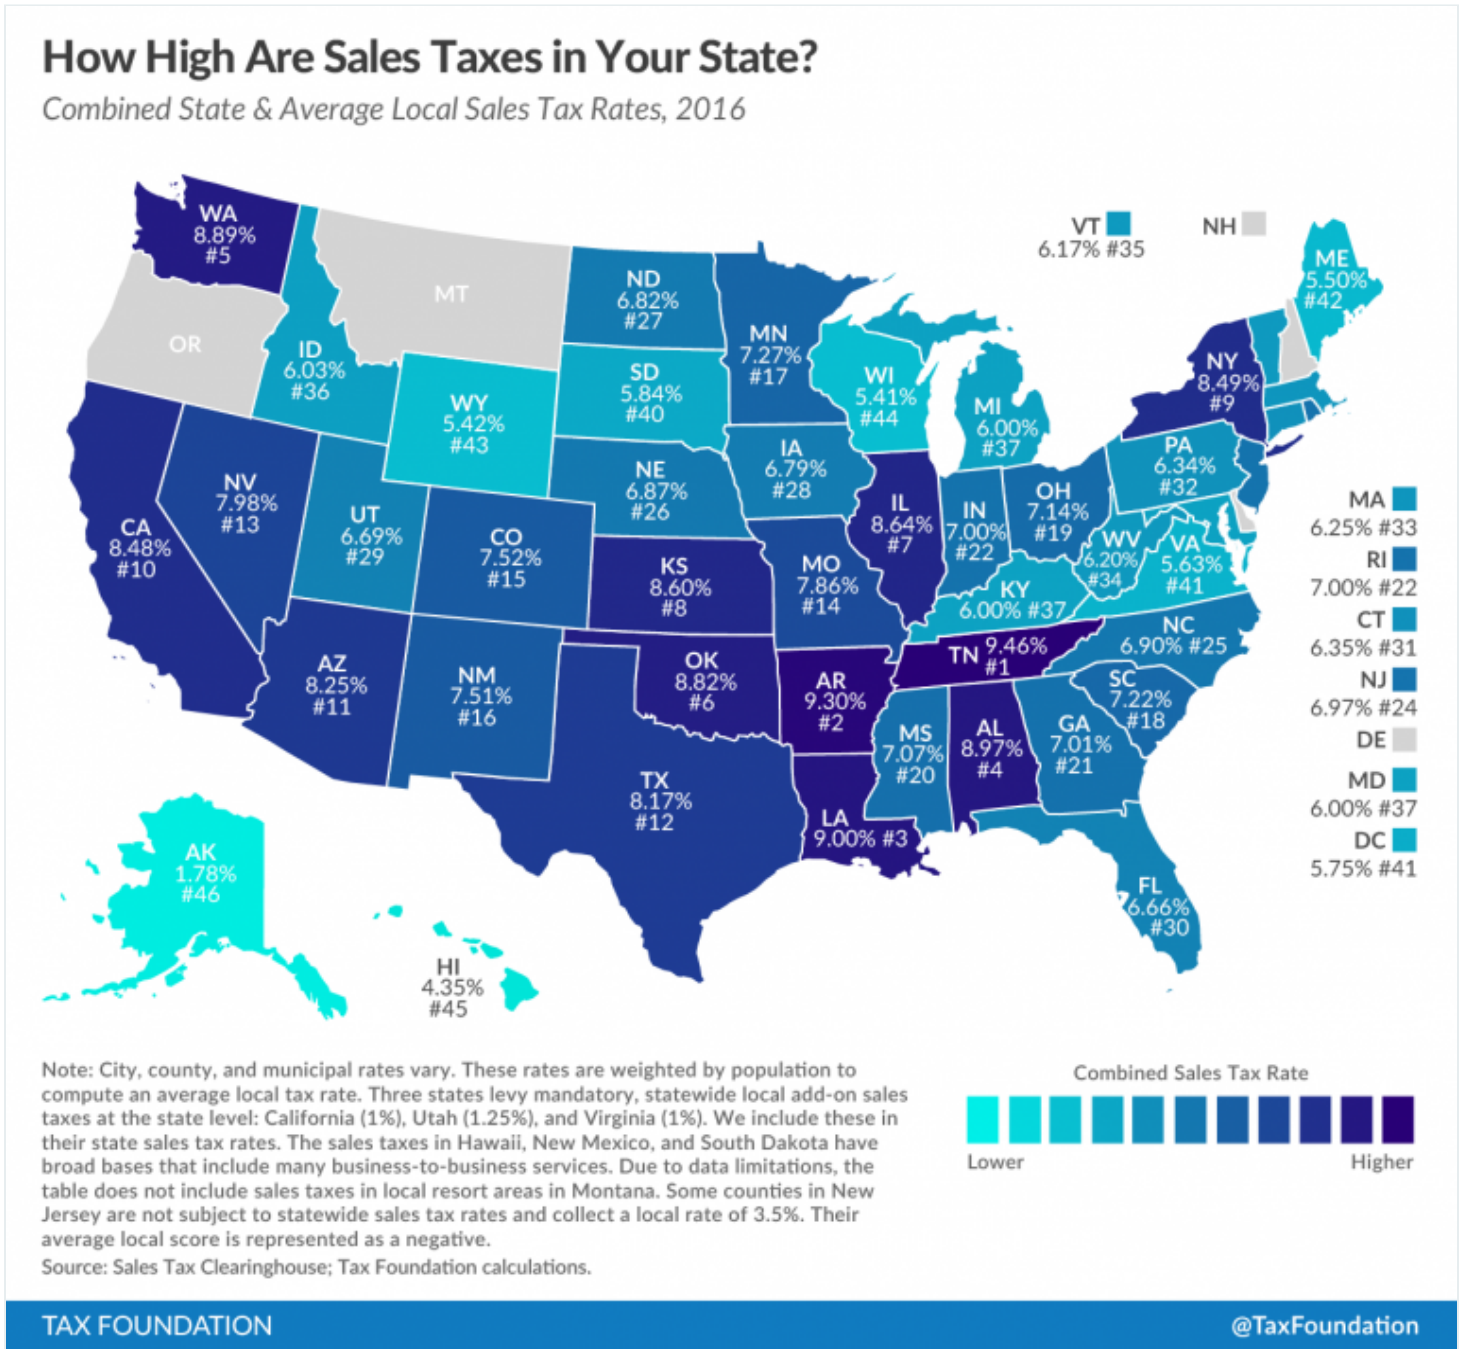 How High Are Sales Taxes in Your State?
Combined State & Average Local Sales Tax Rates, 2016
WA
8.89%
#5
MT
OR
ID
6.03%
#36
WY
5.42%
#43
ND
6.82%
#27
SD
5.84%
#40
MN
7.27%
#17
WI
5.41%
#44
MI
6.00%
#37
VT
6.17% #35
NH
ME
5.50%
#42
NY
8.49%
#9
PA
6.34%
#32
CA
8.48%
#10
NV
7.98%
#13
UT
6.69%
#29
CO
7.52%
#15
NE
6.87%
#26
IA
6.79%
#28
IL
8.64%
#7
IN
7.00%
#22
OH
7.14%
#19
WV
6.20%
#34
VA
5.63%
#41
KS
8.60%
#8
MO
7.86%
#14
KY
6.00% #37
NC
6.90% #25
TN 9.46%
#1
SC
7.22%
#18
AZ
8.25%
#11
NM
7.51%
#16
OK
8.82%
#6
AR
9.30%
#2
MS
7.07%
#20
AL
8.97%
#4
GA
7.01%
#21
TX
8.17%
#12
LA
9.00% #3
FL
6.66%
#30
AK
1.78%
#46
HI
4.35%
#45
MA
6.25% #33
RI
7.00% #22
CT
6.35% #31
NJ
6.97% #24
DE
MD
6.00% #37
DC
5.75% #41
Note: City, county, and municipal rates vary. These rates are weighted by population to
compute an average local tax rate. Three states levy mandatory, statewide local add-on sales
taxes at the state level: California (1%), Utah (1.25%), and Virginia (1%). We include these in
their state sales tax rates. The sales taxes in Hawaii, New Mexico, and South Dakota have
broad bases that include many business-to-business services. Due to data limitations, the
table does not include sales taxes in local resort areas in Montana. Some counties in New
Jersey are not subject to statewide sales tax rates and collect a local rate of 3.5%. Their
average local score is represented as a negative.
Source: Sales Tax Clearinghouse; Tax Foundation calculations.
Combined Sales Tax Rate
Lower Higher
TAX FOUNDATION @TaxFoundation